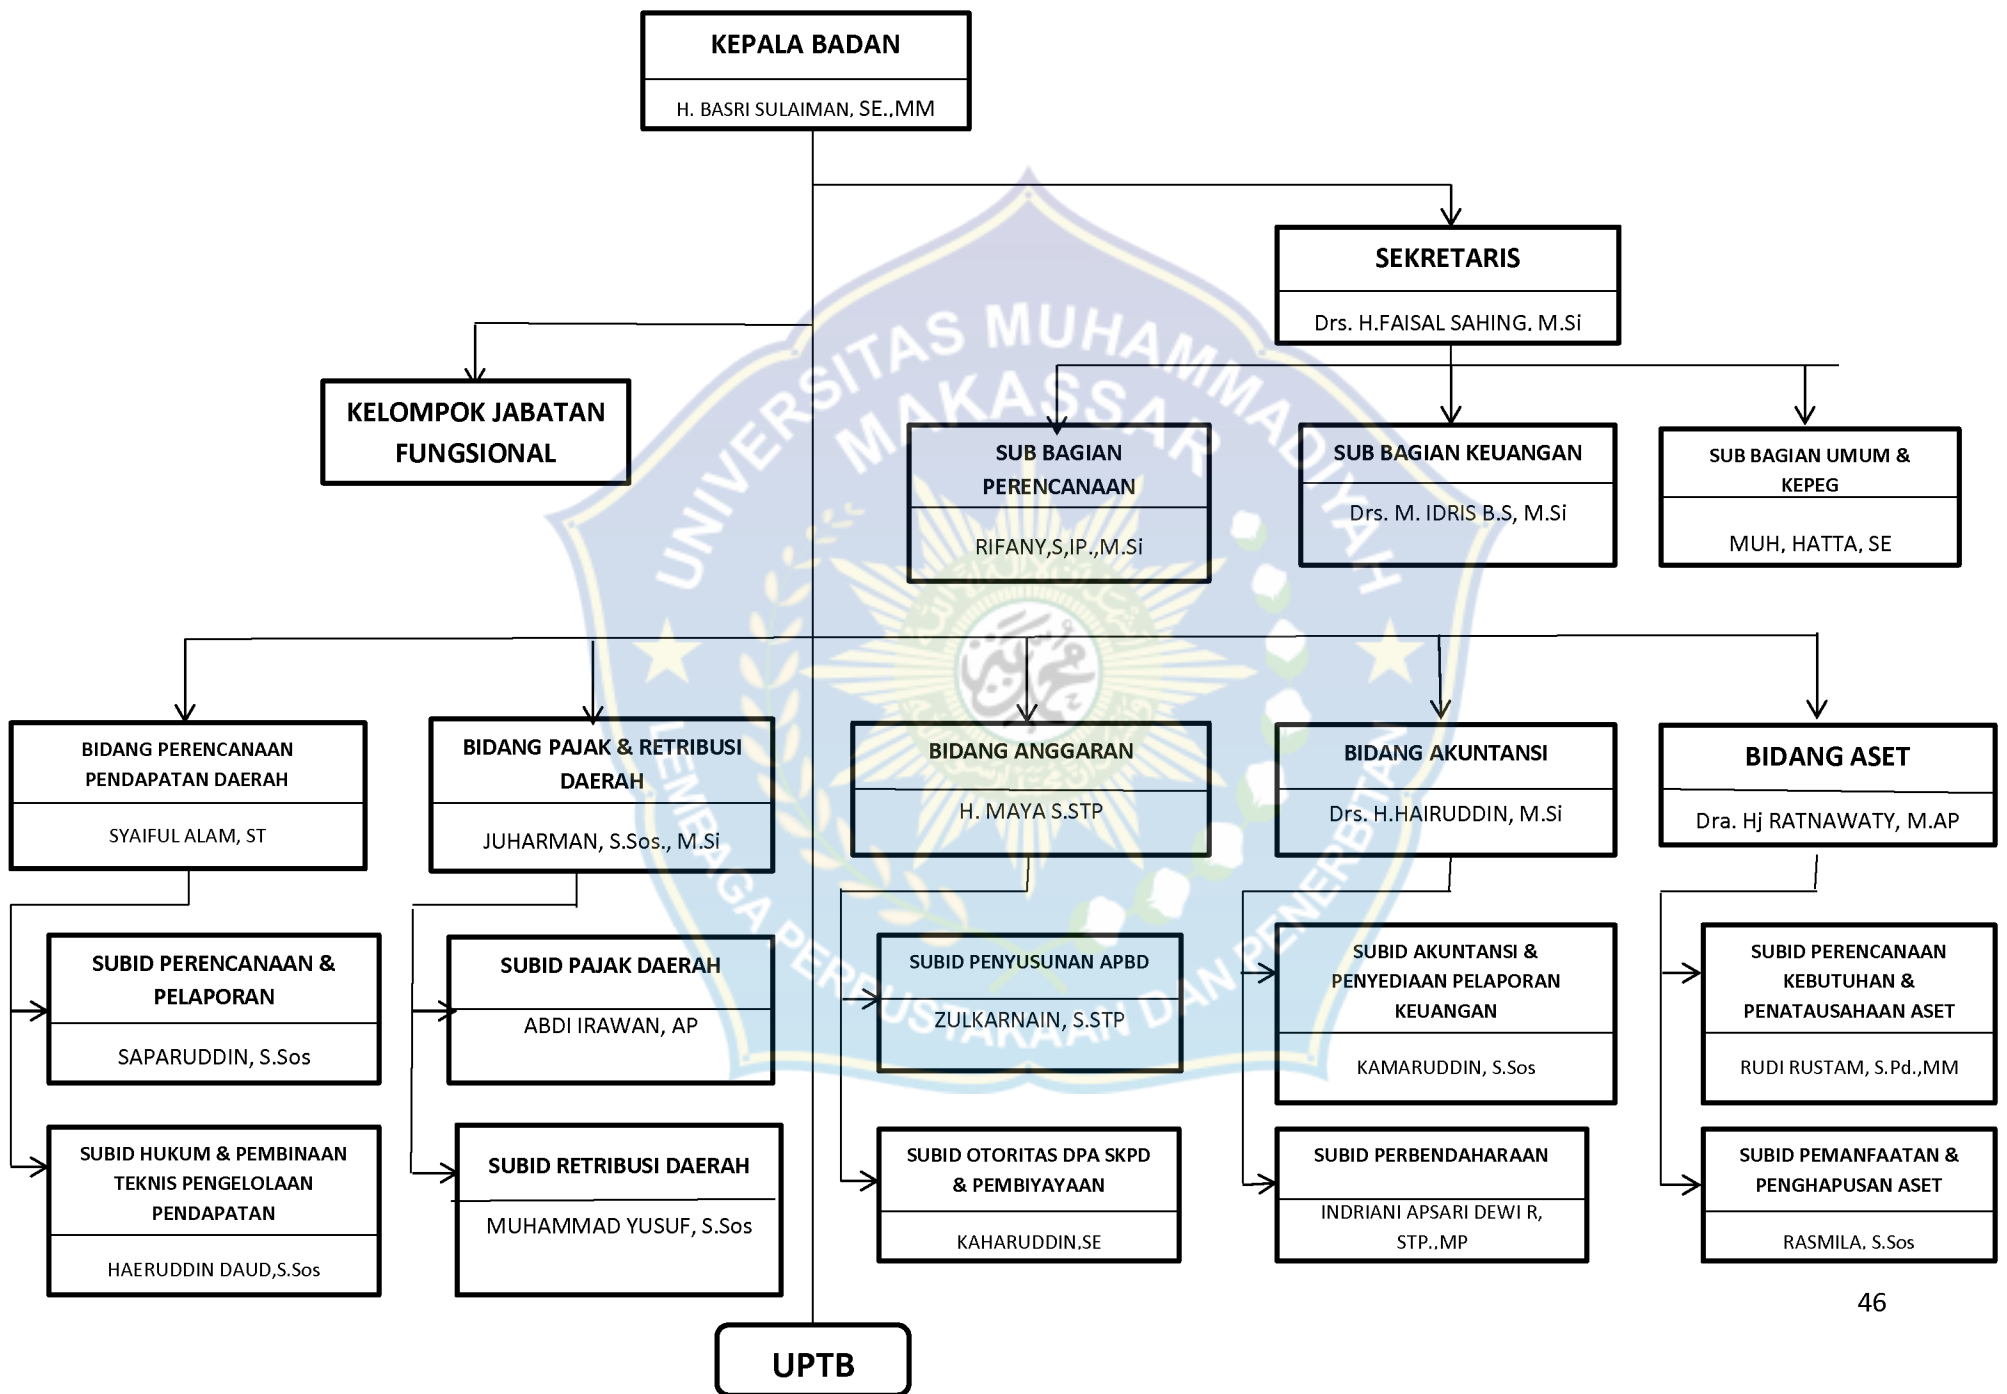 KEPALA BADAN
H. BASRI SULAIMAN, SE.,MM
SEKRETARIS
Drs. H.FAISAL SAHING, M.Si
KELOMPOK JABATAN
FUNGSIONAL
SUB BAGIAN
PERENCANAAN
RIFANY,S,IP.,M.Si
SUB BAGIAN KEUANGAN
Drs. M. IDRIS B.S, M.Si
SUB BAGIAN UMUM &
KEPEG
MUH, HATTA, SE
BIDANG PERENCANAAN
PENDAPATAN DAERAH
SYAIFUL ALAM, ST
BIDANG PAJAK & RETRIBUSI
DAERAH
JUHARMAN, S.Sos., M.Si
BIDANG ANGGARAN
H. MAYA S.STP
BIDANG AKUNTANSI
Drs. H.HAIRUDDIN, M.Si
BIDANG ASET
Dra. Hj RATNAWATY, M.AP
SUBID PERENCANAAN &
PELAPORAN
SAPARUDDIN, S.Sos
SUBID PAJAK DAERAH
ABDI IRAWAN, AP
SUBID PENYUSUNAN APBD
ZULKARNAIN, S.STP
SUBID AKUNTANSI &
PENYEDIAAN PELAPORAN
KEUANGAN
KAMARUDDIN, S.Sos
SUBID PERENCANAAN
KEBUTUHAN &
PENATAUSAHAAN ASET
RUDI RUSTAM, S.Pd.,MM
SUBID HUKUM & PEMBINAAN
TEKNIS PENGELOLAAN
PENDAPATAN
HAERUDDIN DAUD,S.Sos
SUBID RETRIBUSI DAERAH
MUHAMMAD YUSUF, S.Sos
SUBID OTORITAS DPA SKPD
& PEMBIYAYAAN
KAHARUDDIN,SE
SUBID PERBENDAHARAAN
INDRIANI APSARI DEWI R,
STP.,MP
SUBID PEMANFAATAN &
PENGHAPUSAN ASET
RASMILA, S.Sos
46
UPTB
UNIVERSITAS MUHAMMADIYAH
MAKASSAR
LEMBAGA PERPUSTAKAAN DAN PENERBITAN